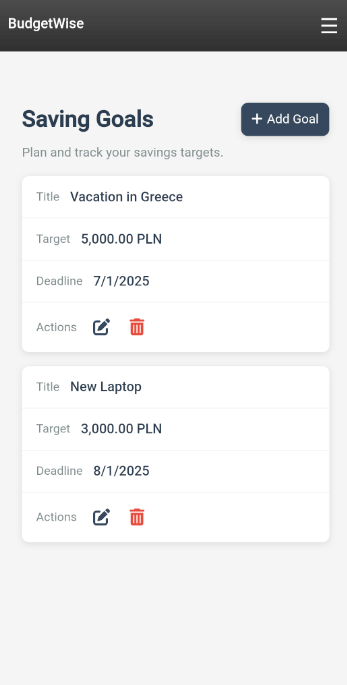 BudgetWise
Saving Goals
+ Add Goal
Plan and track your savings targets.
Title Vacation in Greece
Target 5,000.00 PLN
Deadline 7/1/2025
Actions
Title New Laptop
Target 3,000.00 PLN
Deadline 8/1/2025
Actions